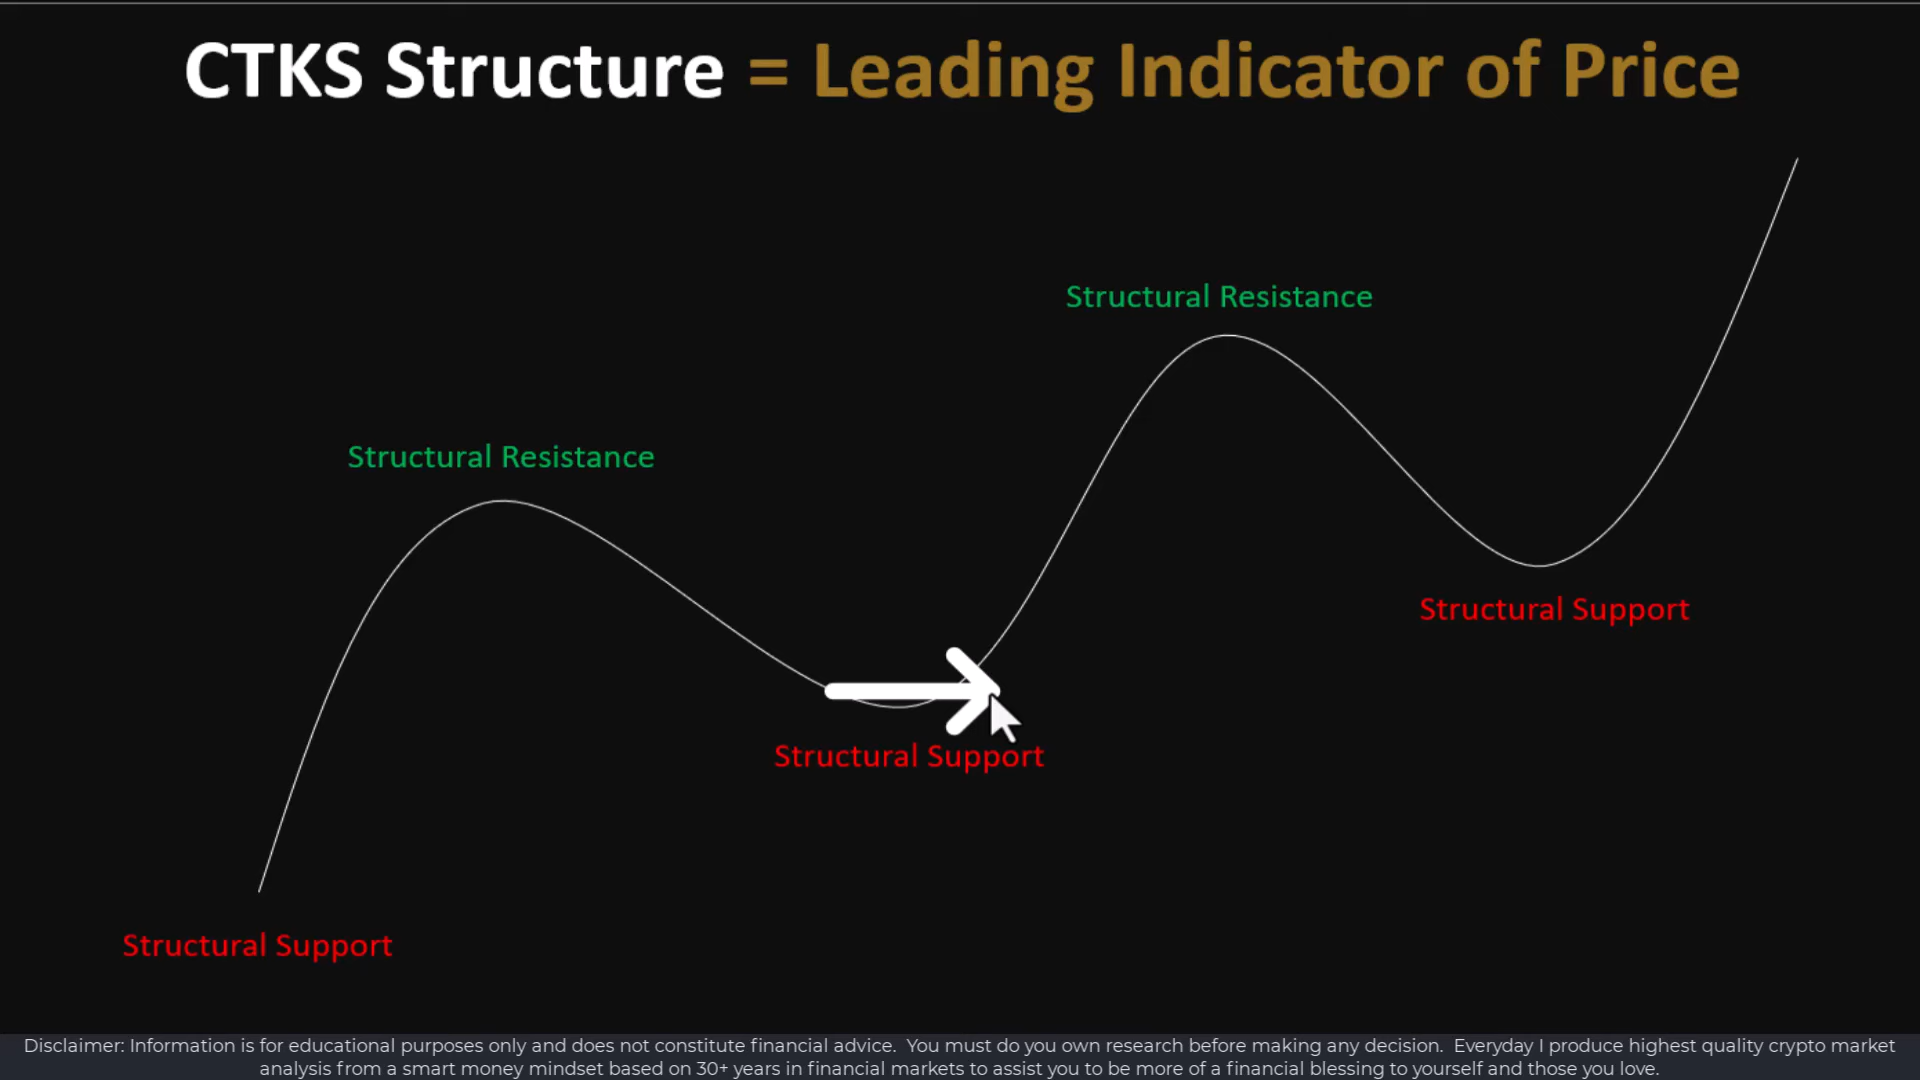 CTKS Structure = Leading Indicator of Price
Structural Resistance
Structural Resistance
Structural Support
Structural Support
Structural Support
Disclaimer: Information is for educational purposes only and does not constitute financial advice.  You must do you own research before making any decision.  Everyday I produce highest quality crypto market
analysis from a smart money mindset based on 30+ years in financial markets to assist you to be more of a financial blessing to yourself and those you love.